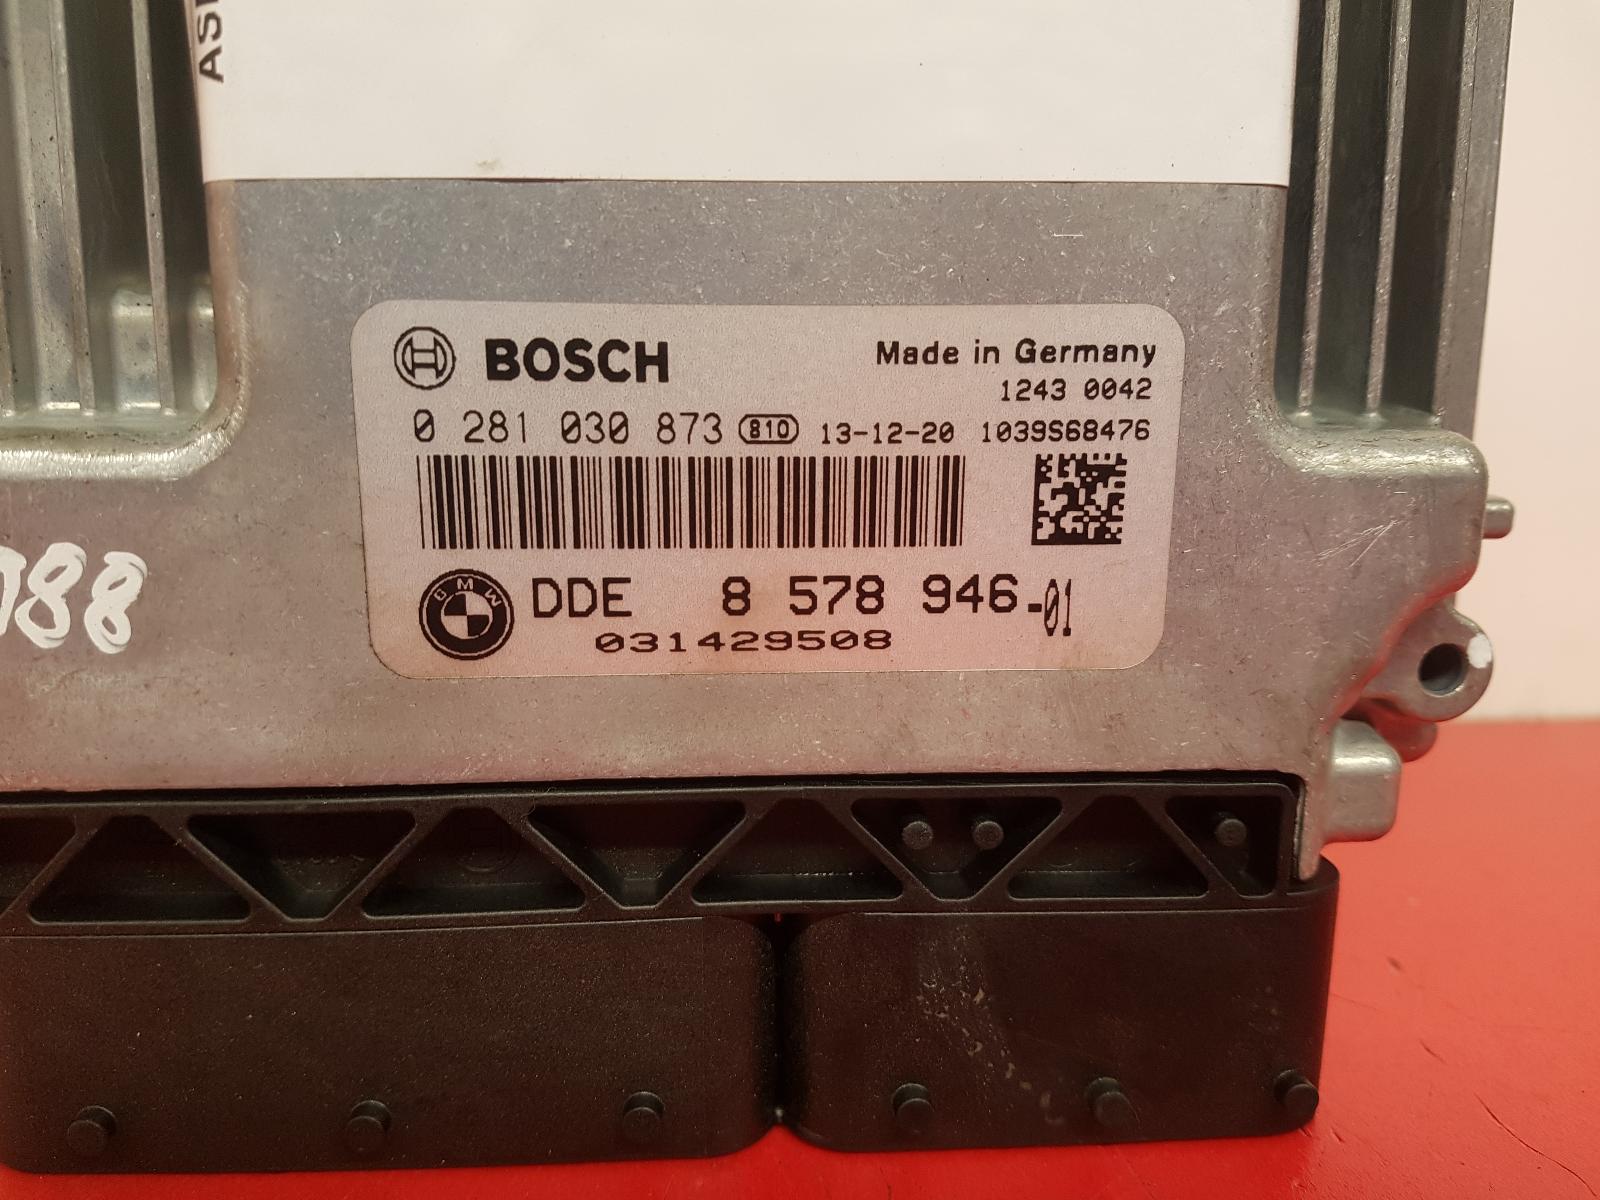 BOSCH
Made in Germany
1243 0042
0 281 030 873 810 13-12-20 1039S68476
BMW DDE 8 578 946-01
031429508